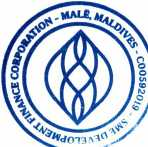 SME DEVELOPMENT FINANCE CORPORATION - MALÉ, MALDIVES - C00592019 -